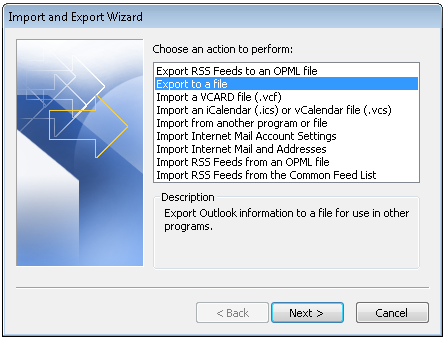 Import and Export Wizard
Choose an action to perform:
Export RSS Feeds to an OPML file
Export to a file
Import a VCARD file (.vcf)
Import an iCalendar (.ics) or vCalendar file (.vcs)
Import from another program or file
Import Internet Mail Account Settings
Import Internet Mail and Addresses
Import RSS Feeds from an OPML file
Import RSS Feeds from the Common Feed List
Description
Export Outlook information to a file for use in other
programs.
< Back Next > Cancel